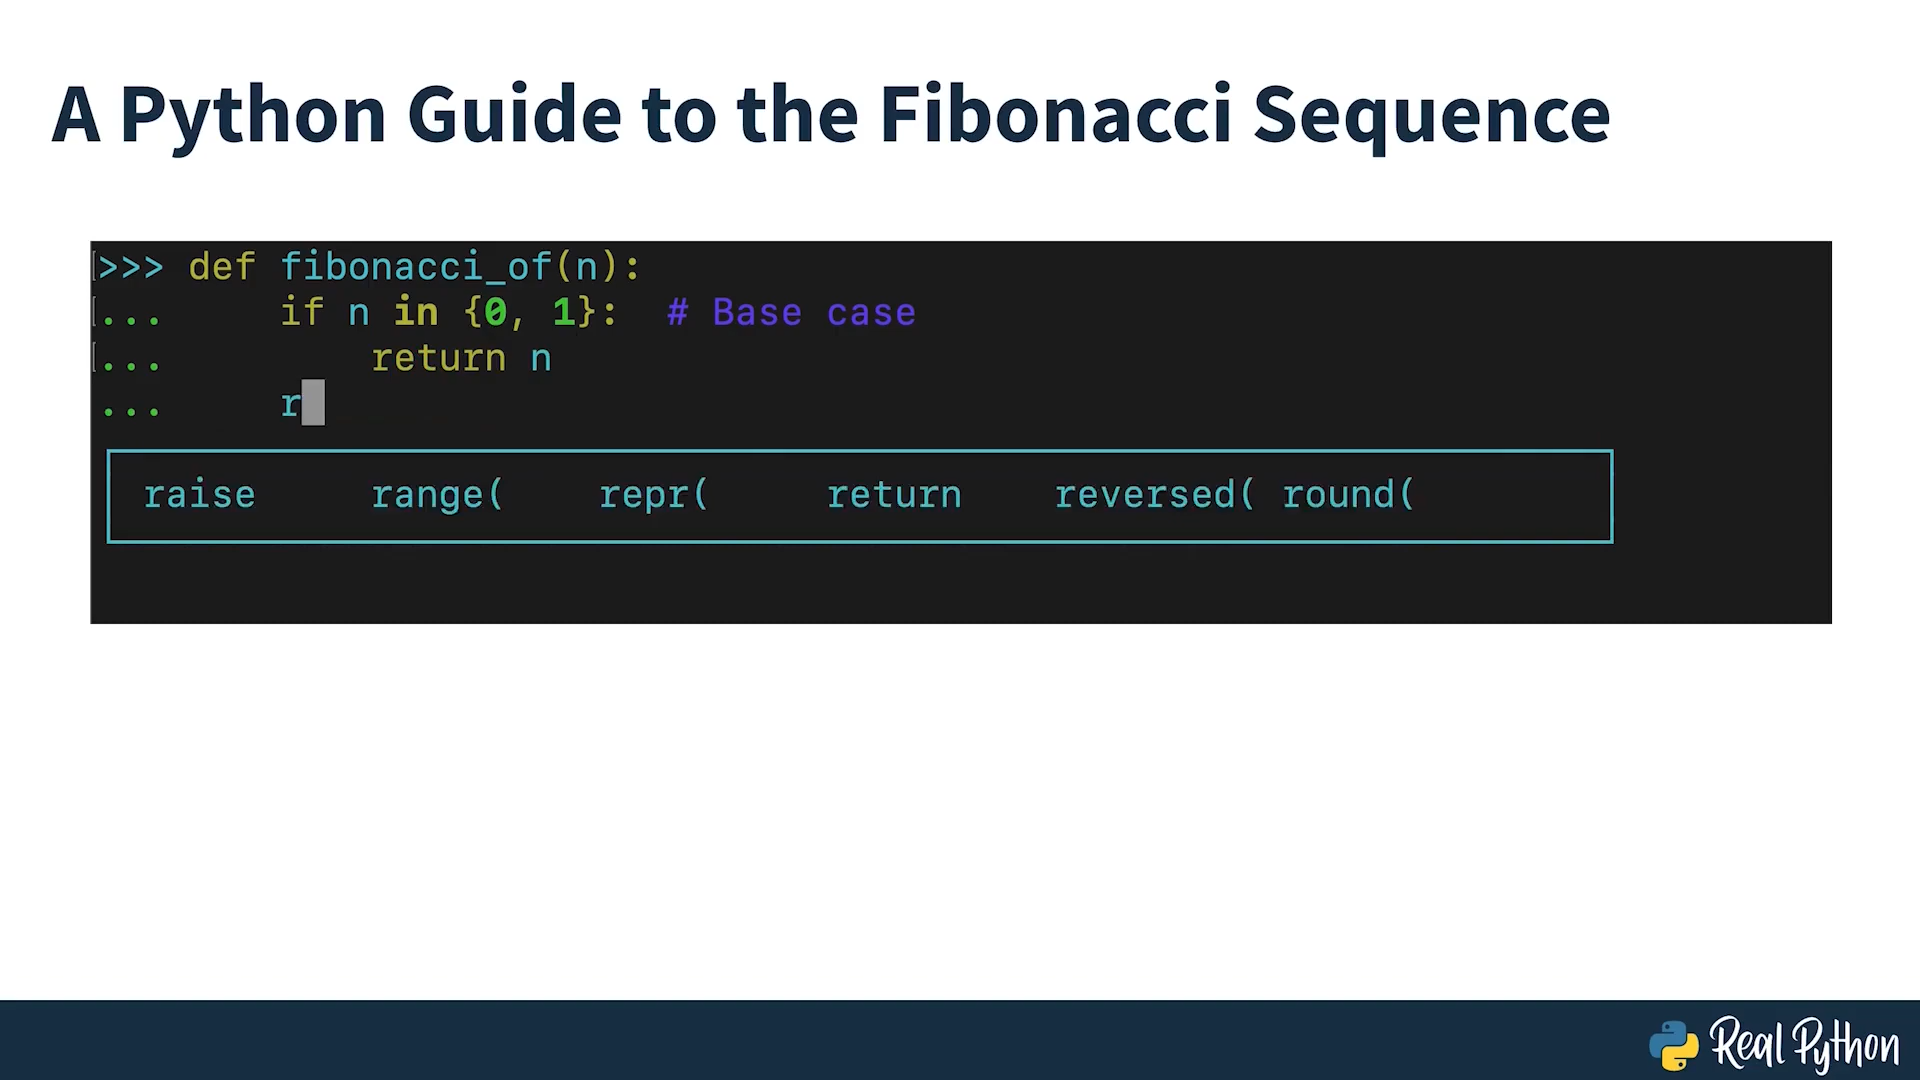 A Python Guide to the Fibonacci Sequence
>>> def fibonacci_of(n):
...     if n in {0, 1}:  # Base case
...         return n
...     r
raise     range(    repr(     return    reversed( round(
Real Python